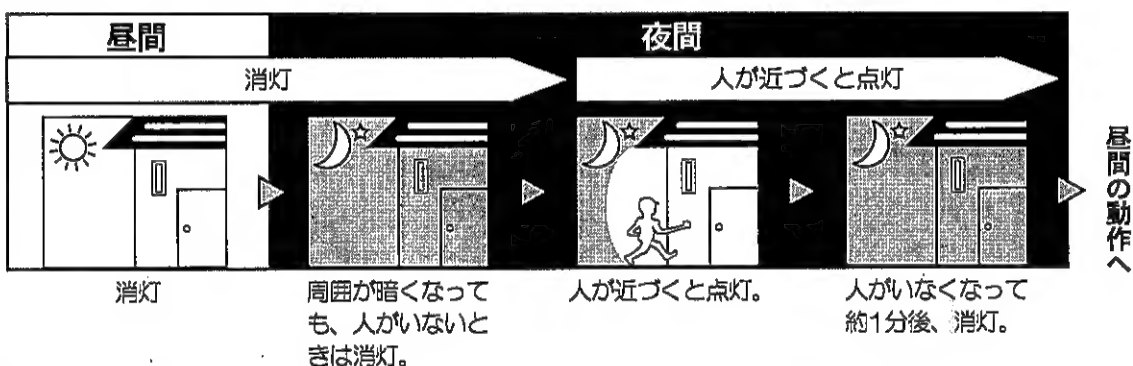 昼間
夜間
消灯
人が近づくと点灯
消灯
周囲が暗くなって
も、人がいないと
きは消灯。
人が近づくと点灯。
人がいなくなって
約1分後、消灯。
昼間の動作へ